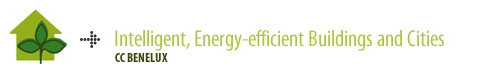 Intelligent, Energy-efficient Buildings and Cities
CC BENELUX